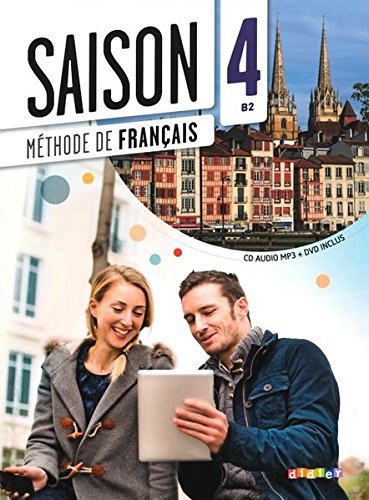 SAISON 4
B2
MÉTHODE DE FRANÇAIS
CD AUDIO MP3 + DVD INCLUS
didier